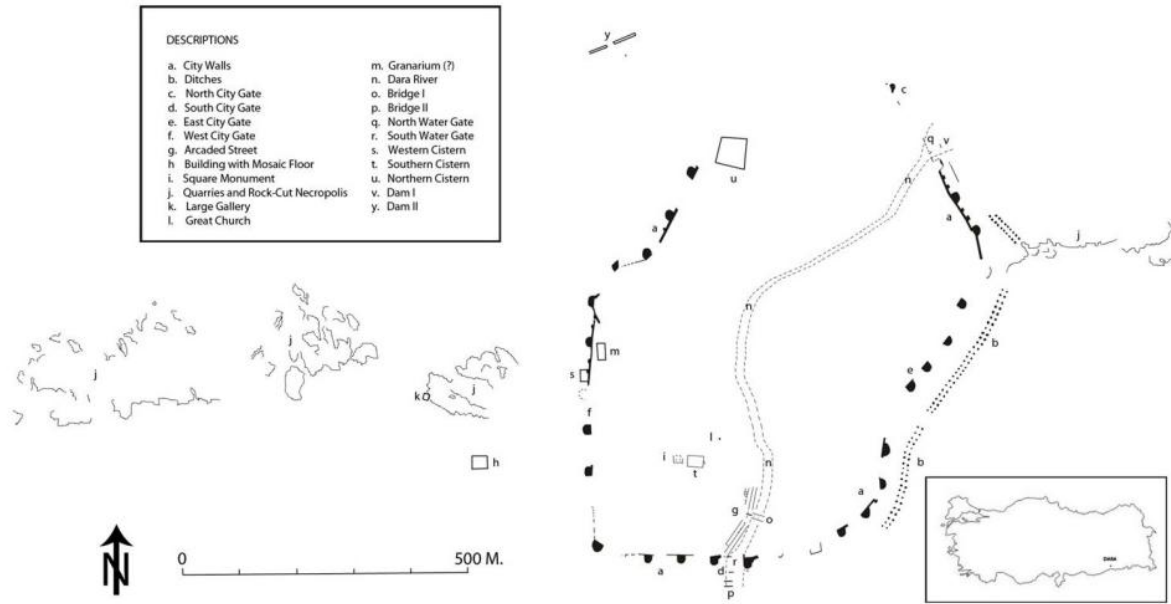 DESCRIPTIONS
a. City Walls
b. Ditches
c. North City Gate
d. South City Gate
e. East City Gate
f. West City Gate
g. Arcaded Street
h Building with Mosaic Floor
i. Square Monument
j. Quarries and Rock-Cut Necropolis
k. Large Gallery
l. Great Church
m. Granarium (?)
n. Dara River
o. Bridge I
p. Bridge II
q. North Water Gate
r. South Water Gate
s. Western Cistern
t. Southern Cistern
u. Northern Cistern
v. Dam I
y. Dam II
y
c
q v
u
n
a
a
j
n
m
b
j
j
s
e
j
k
f
l
i
t
n
b
h
a
g
o
N
0 500 M.
a
d
r
p
DARA